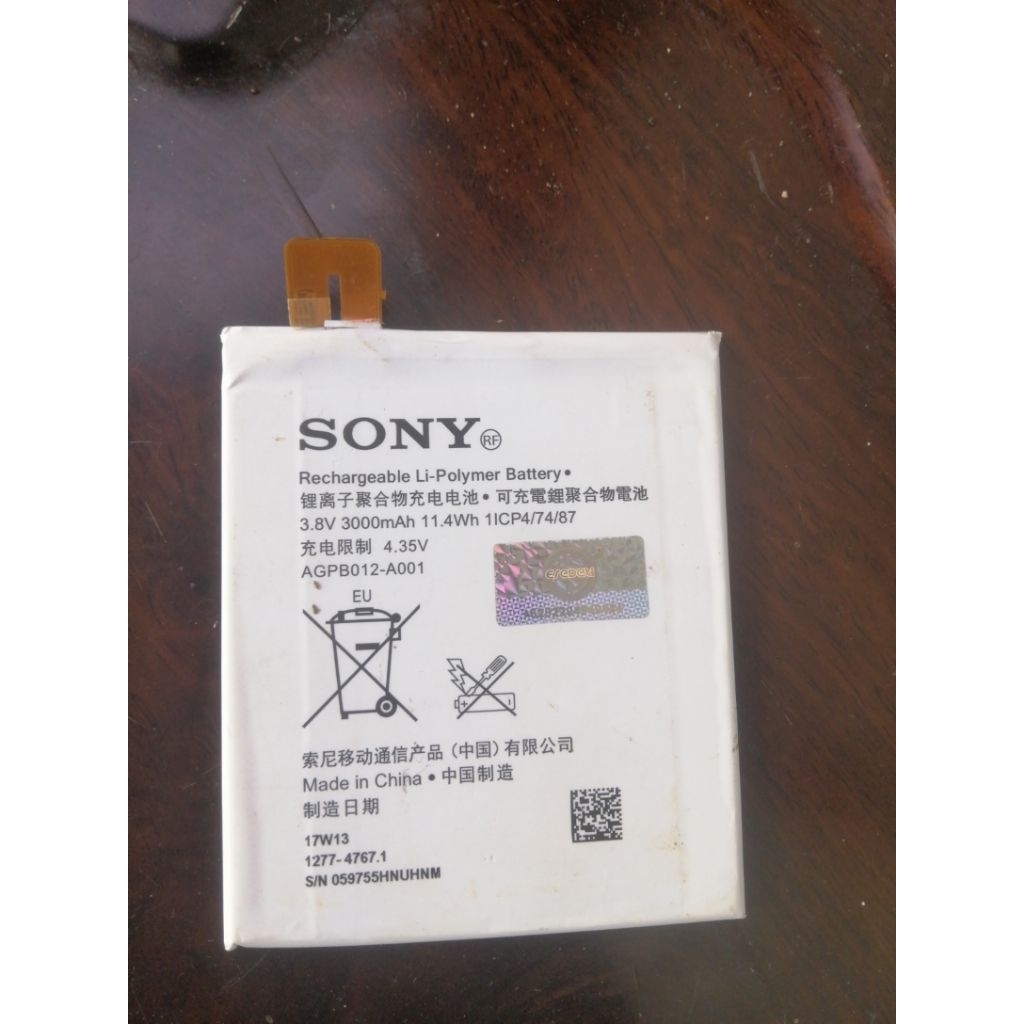 SONY RF
Rechargeable Li-Polymer Battery•
锂离子聚合物充电电池•可充電鋰聚合物電池
3.8V 3000mAh 11.4Wh 1ICP4/74/87
充电限制 4.35V
AGPB012-A001
EU
索尼移动通信产品（中国）有限公司
Made in China • 中国制造
制造日期
17W13
1277-4767.1
S/N 059755HNUHNM